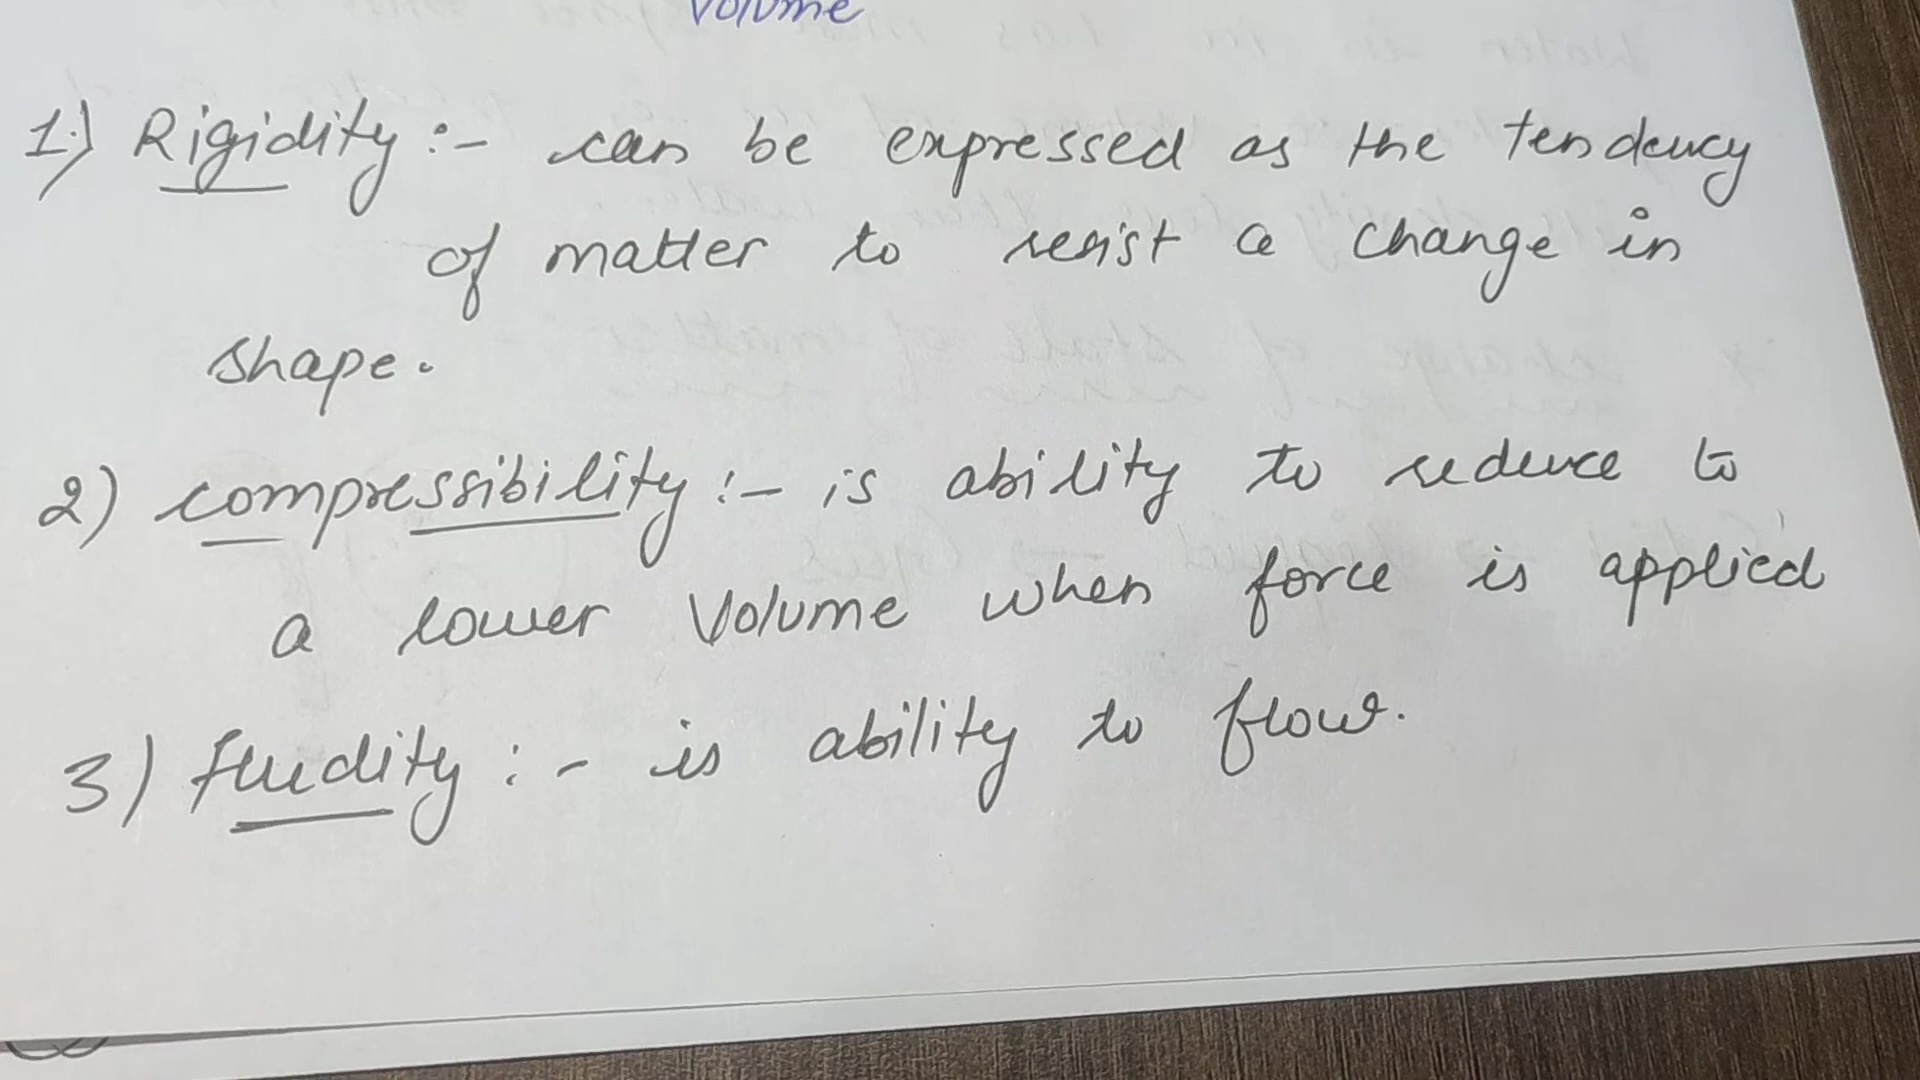 Volume
1.) Rigidity :- can be expressed as the tendency
of matter to resist a change in
shape.
2) compressibility :- is ability to reduce to
a lower Volume when force is applied
3) fluidity :- is ability to flow.